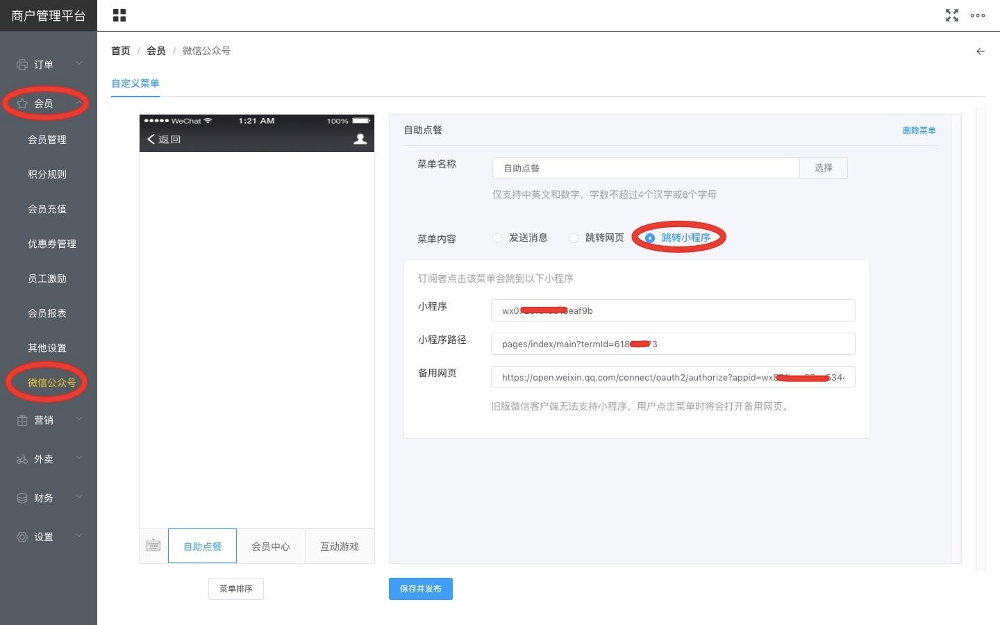 商户管理平台
订单
会员
会员管理
积分规则
会员充值
优惠券管理
员工激励
会员报表
其他设置
微信公众号
营销
外卖
财务
设置
首页 / 会员 / 微信公众号
自定义菜单
WeChat 1:21 AM 100%
返回
自助点餐 会员中心 互动游戏
菜单排序
自助点餐 删除菜单
菜单名称 自助点餐 选择
仅支持中英文和数字，字数不超过4个汉字或8个字母
菜单内容 发送消息 跳转网页 跳转小程序
订阅者点击该菜单会跳到以下小程序
小程序 wx07 eaf9b
小程序路径 pages/index/main?termId=618 73
备用网页 https://open.weixin.qq.com/connect/oauth2/authorize?appid=wx8 534
旧版微信客户端无法支持小程序，用户点击菜单时将会打开备用网页。
保存并发布